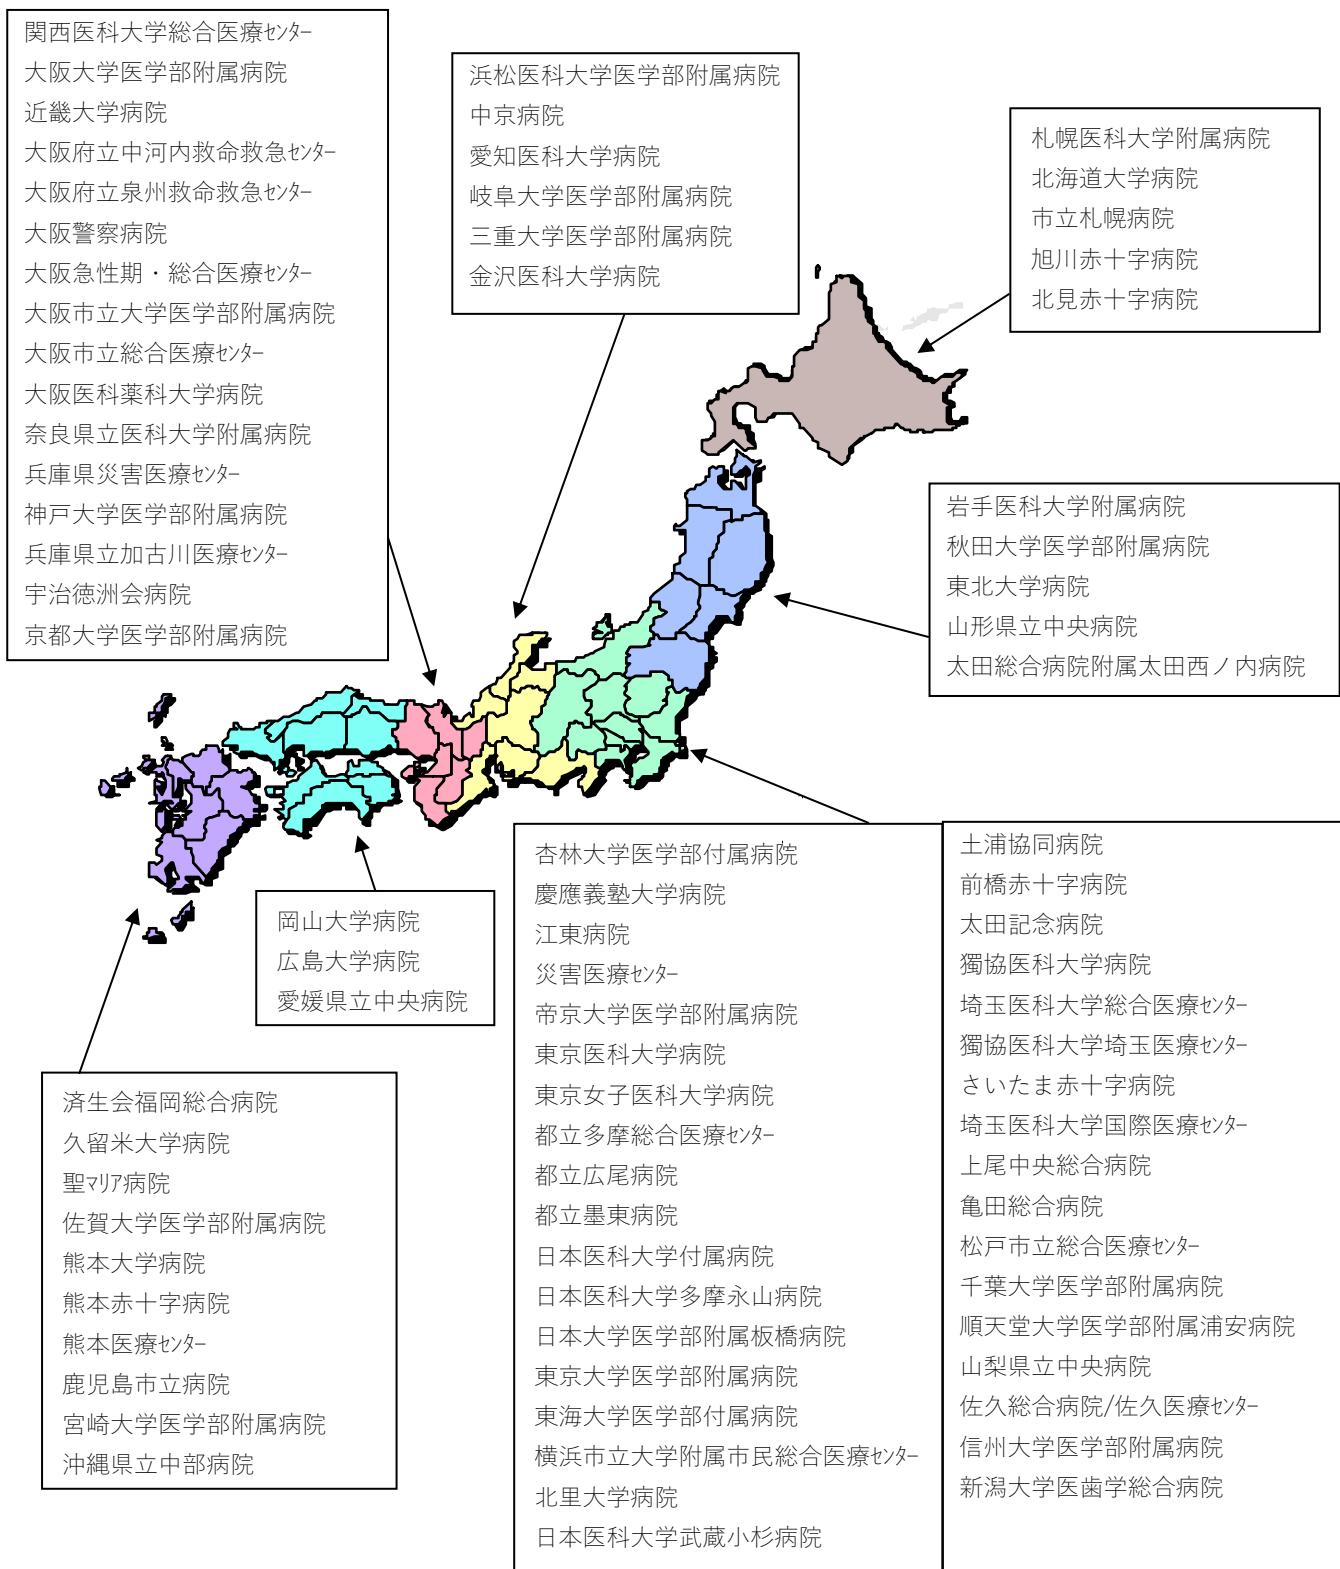 関西医科大学総合医療ｾﾝﾀｰ
大阪大学医学部附属病院
近畿大学病院
大阪府立中河内救命救急ｾﾝﾀｰ
大阪府立泉州救命救急ｾﾝﾀｰ
大阪警察病院
大阪急性期・総合医療ｾﾝﾀｰ
大阪市立大学医学部附属病院
大阪市立総合医療ｾﾝﾀｰ
大阪医科薬科大学病院
奈良県立医科大学附属病院
兵庫県災害医療ｾﾝﾀｰ
神戸大学医学部附属病院
兵庫県立加古川医療ｾﾝﾀｰ
宇治徳洲会病院
京都大学医学部附属病院
浜松医科大学医学部附属病院
中京病院
愛知医科大学病院
岐阜大学医学部附属病院
三重大学医学部附属病院
金沢医科大学病院
札幌医科大学附属病院
北海道大学病院
市立札幌病院
旭川赤十字病院
北見赤十字病院
岩手医科大学附属病院
秋田大学医学部附属病院
東北大学病院
山形県立中央病院
太田総合病院附属太田西ノ内病院
岡山大学病院
広島大学病院
愛媛県立中央病院
済生会福岡総合病院
久留米大学病院
聖ﾏﾘｱ病院
佐賀大学医学部附属病院
熊本大学病院
熊本赤十字病院
熊本医療ｾﾝﾀｰ
鹿児島市立病院
宮崎大学医学部附属病院
沖縄県立中部病院
杏林大学医学部付属病院
慶應義塾大学病院
江東病院
災害医療ｾﾝﾀｰ
帝京大学医学部附属病院
東京医科大学病院
東京女子医科大学病院
都立多摩総合医療ｾﾝﾀｰ
都立広尾病院
都立墨東病院
日本医科大学付属病院
日本医科大学多摩永山病院
日本大学医学部附属板橋病院
東京大学医学部附属病院
東海大学医学部付属病院
横浜市立大学附属市民総合医療ｾﾝﾀｰ
北里大学病院
日本医科大学武蔵小杉病院
土浦協同病院
前橋赤十字病院
太田記念病院
獨協医科大学病院
埼玉医科大学総合医療ｾﾝﾀｰ
獨協医科大学埼玉医療ｾﾝﾀｰ
さいたま赤十字病院
埼玉医科大学国際医療ｾﾝﾀｰ
上尾中央総合病院
亀田総合病院
松戸市立総合医療ｾﾝﾀｰ
千葉大学医学部附属病院
順天堂大学医学部附属浦安病院
山梨県立中央病院
佐久総合病院/佐久医療ｾﾝﾀｰ
信州大学医学部附属病院
新潟大学医歯学総合病院